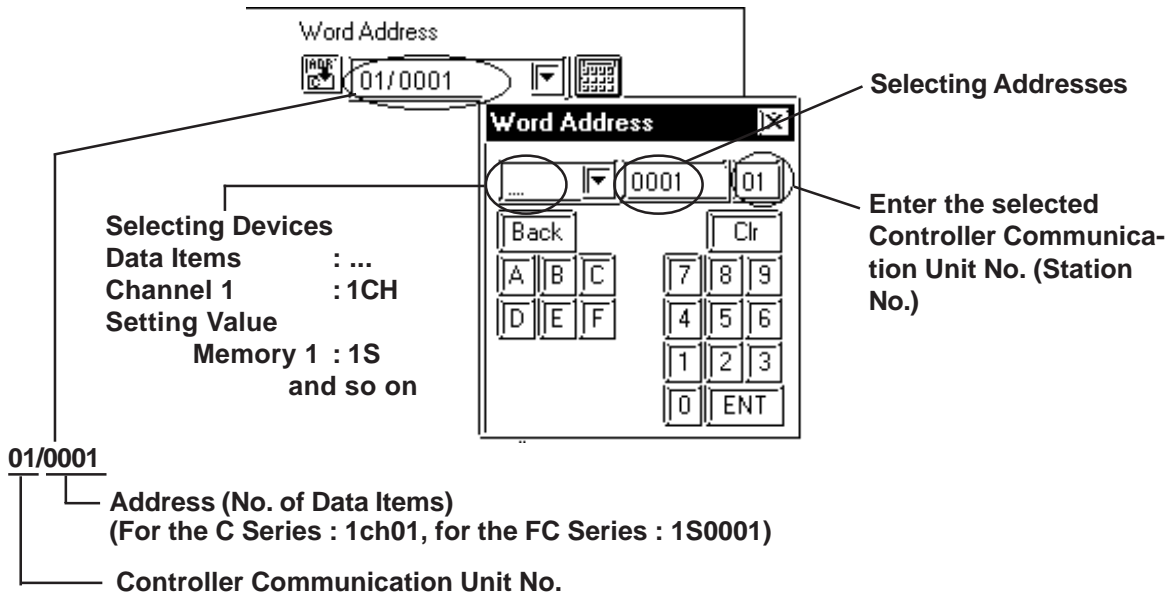 Word Address
01/0001
Selecting Addresses
Word Address
.... 0001 01
Selecting Devices
Data Items : ...
Channel 1 : 1CH
Setting Value
Memory 1 : 1S
and so on
Enter the selected
Controller Communica-
tion Unit No. (Station
No.)
Back Clr
A B C 7 8 9
D E F 4 5 6
1 2 3
0 ENT
01/0001
Address (No. of Data Items)
(For the C Series : 1ch01, for the FC Series : 1S0001)
Controller Communication Unit No.